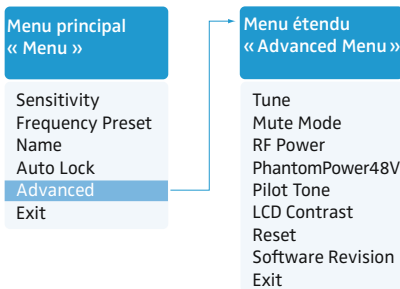 Menu principal
« Menu »
Sensitivity
Frequency Preset
Name
Auto Lock
Advanced
Exit
Menu étendu
« Advanced Menu »
Tune
Mute Mode
RF Power
PhantomPower48V
Pilot Tone
LCD Contrast
Reset
Software Revision
Exit